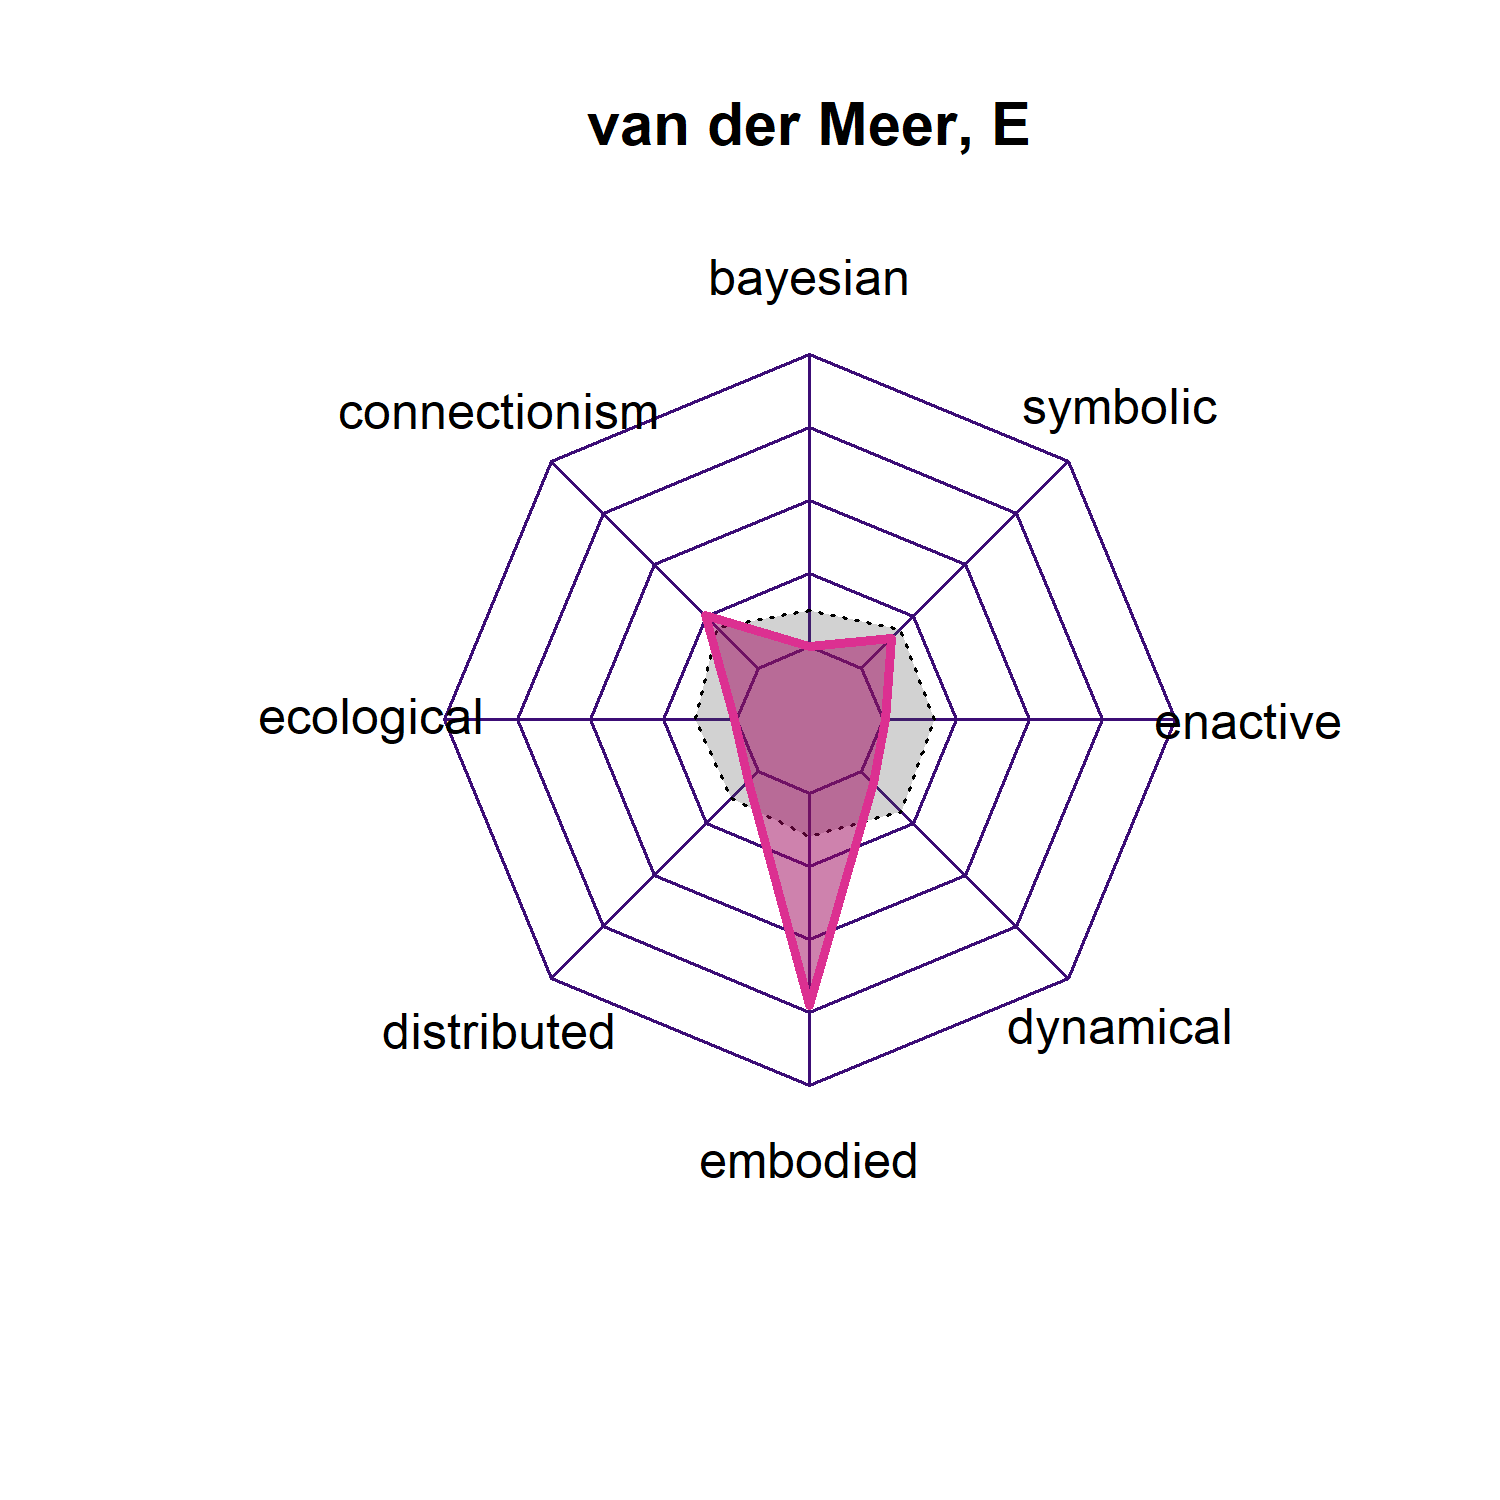 van der Meer, E
bayesian
symbolic
connectionism
ecological
enactive
distributed
dynamical
embodied